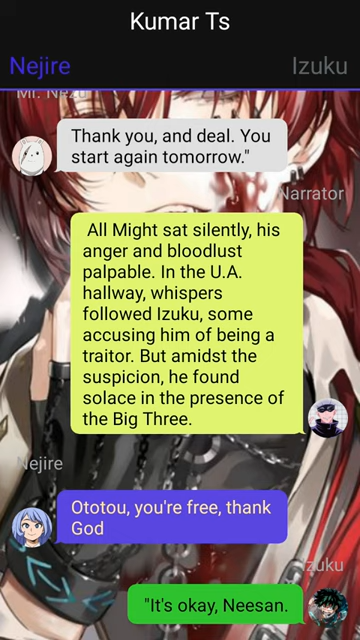 Kumar Ts
Nejire
Izuku
Mr. Nezu
Thank you, and deal. You
start again tomorrow."
Narrator
All Might sat silently, his
anger and bloodlust
palpable. In the U.A.
hallway, whispers
followed Izuku, some
accusing him of being a
traitor. But amidst the
suspicion, he found
solace in the presence of
the Big Three.
Nejire
Ototou, you're free, thank
God
Izuku
"It's okay, Neesan.